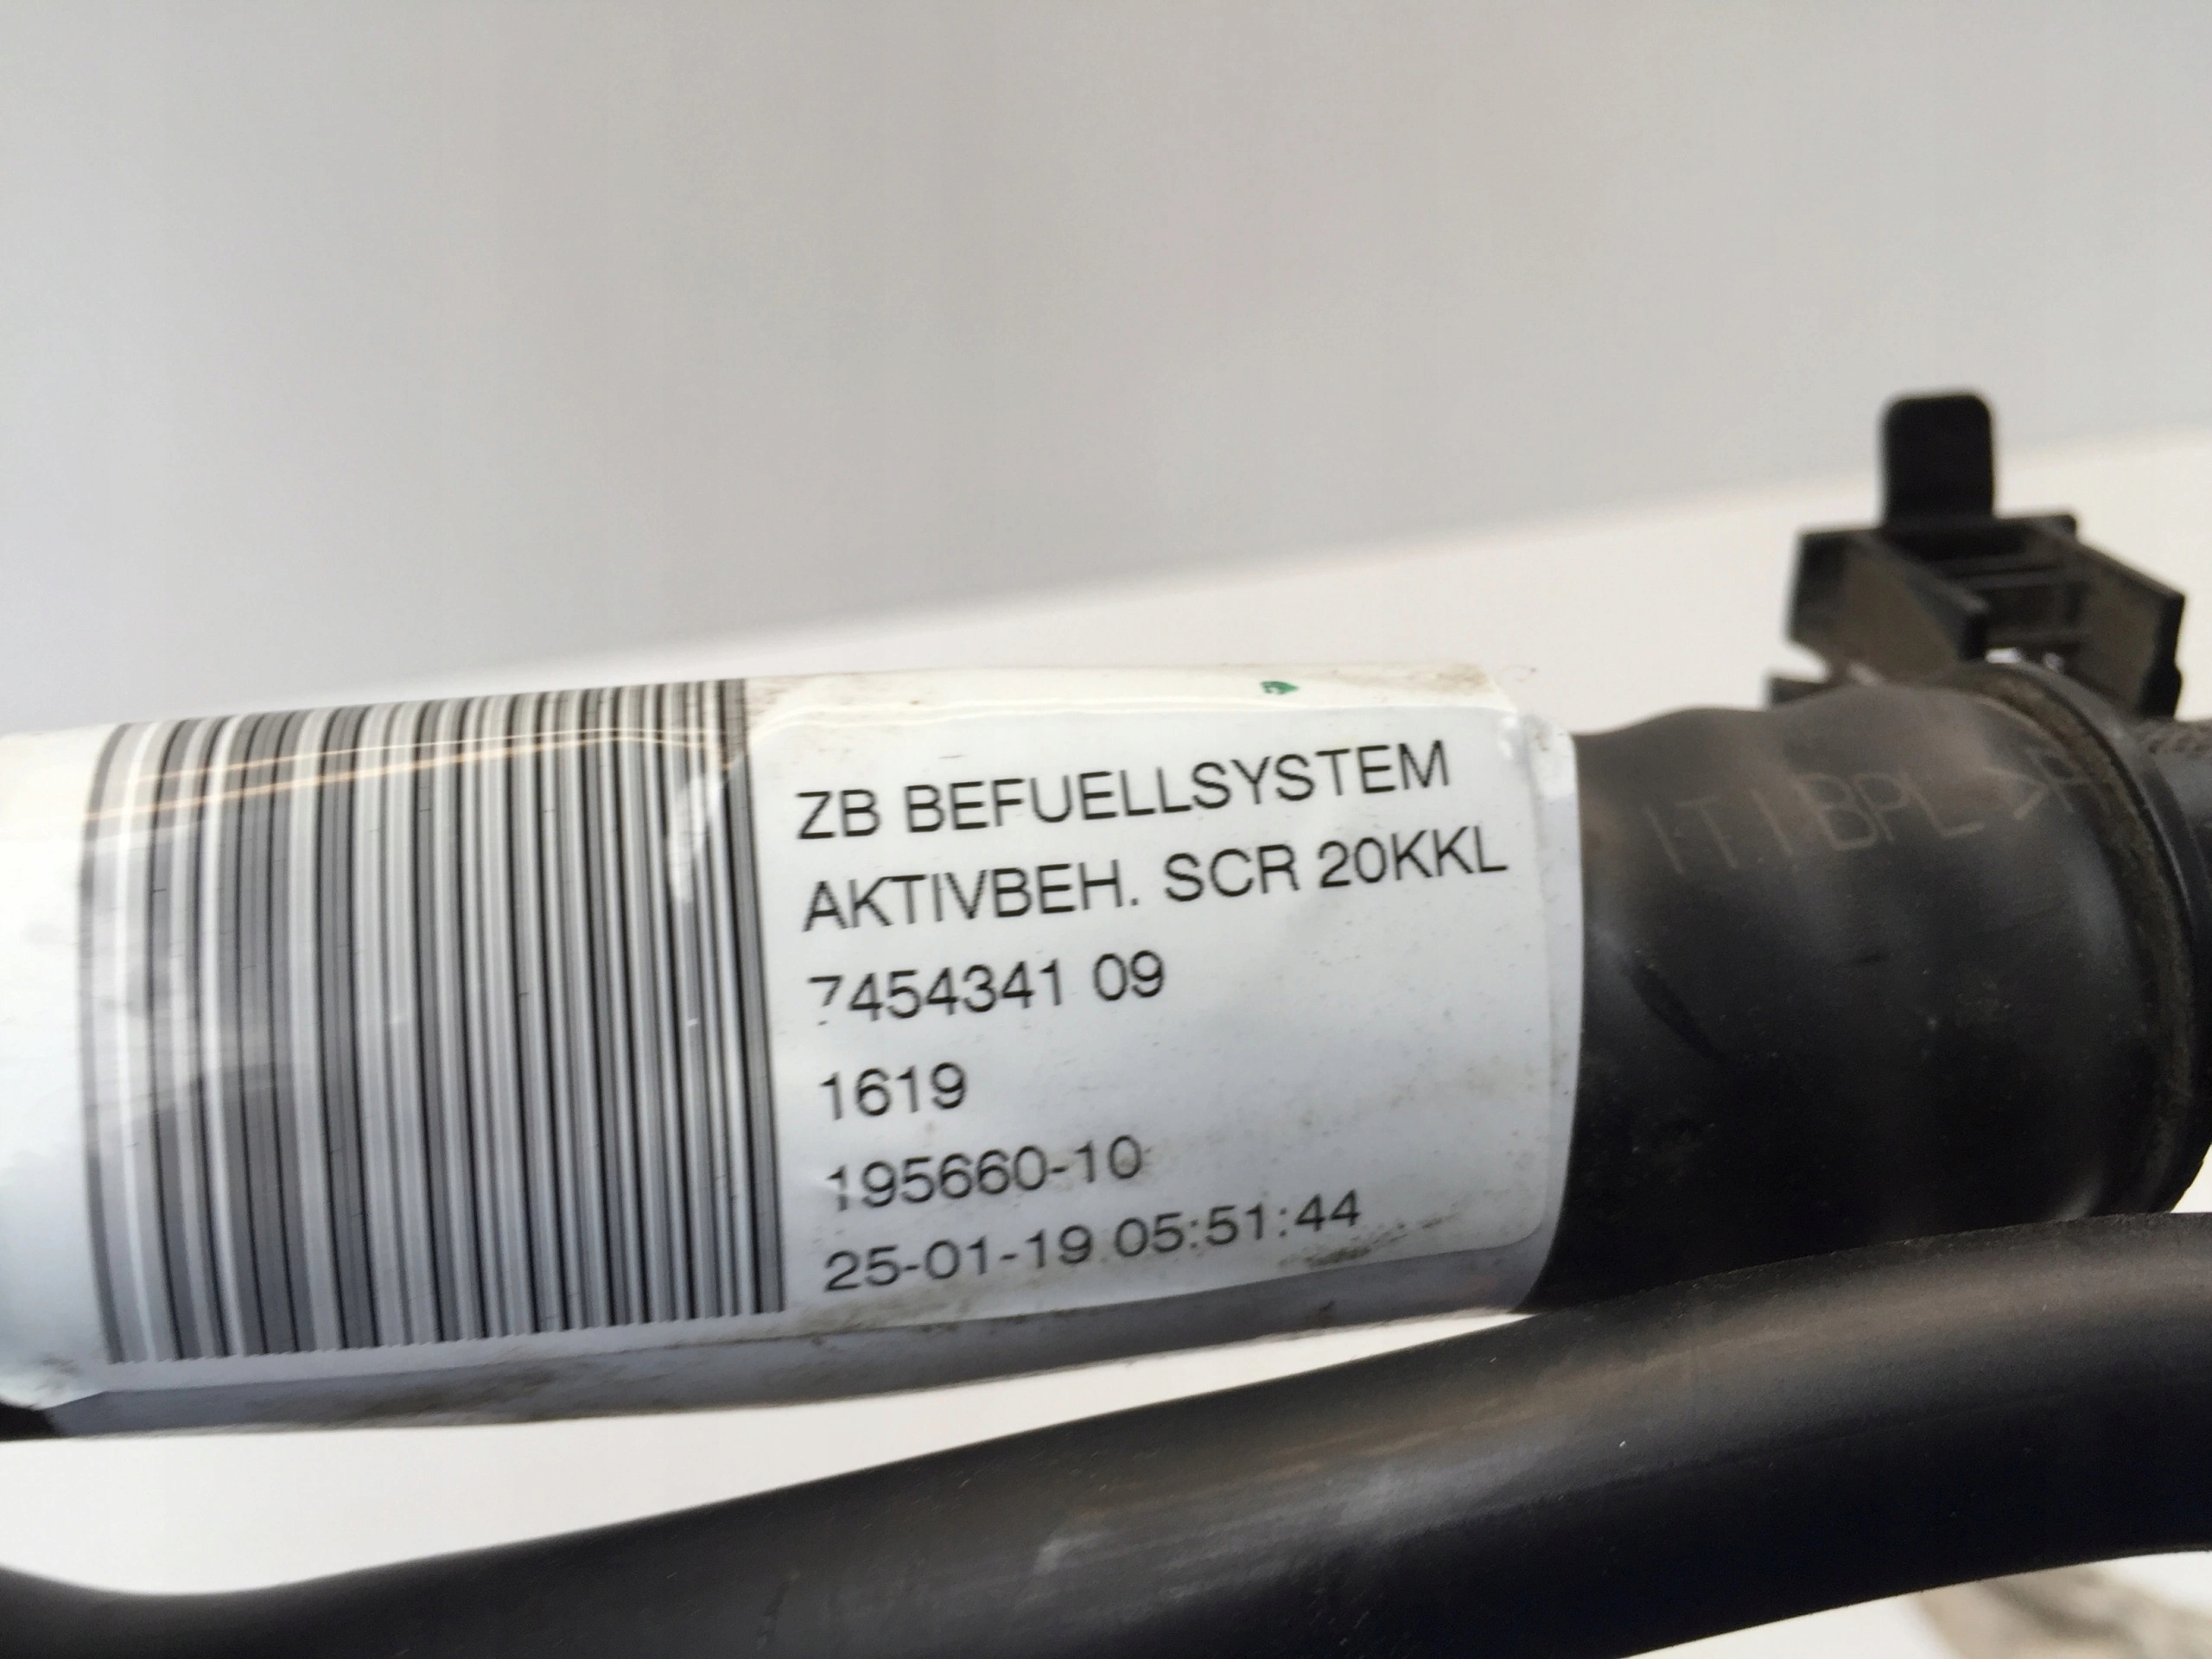 ZB BEFUELLSYSTEM
AKTIVBEH. SCR 20KKL
7454341 09
1619
195660-10
25-01-19 05:51:44